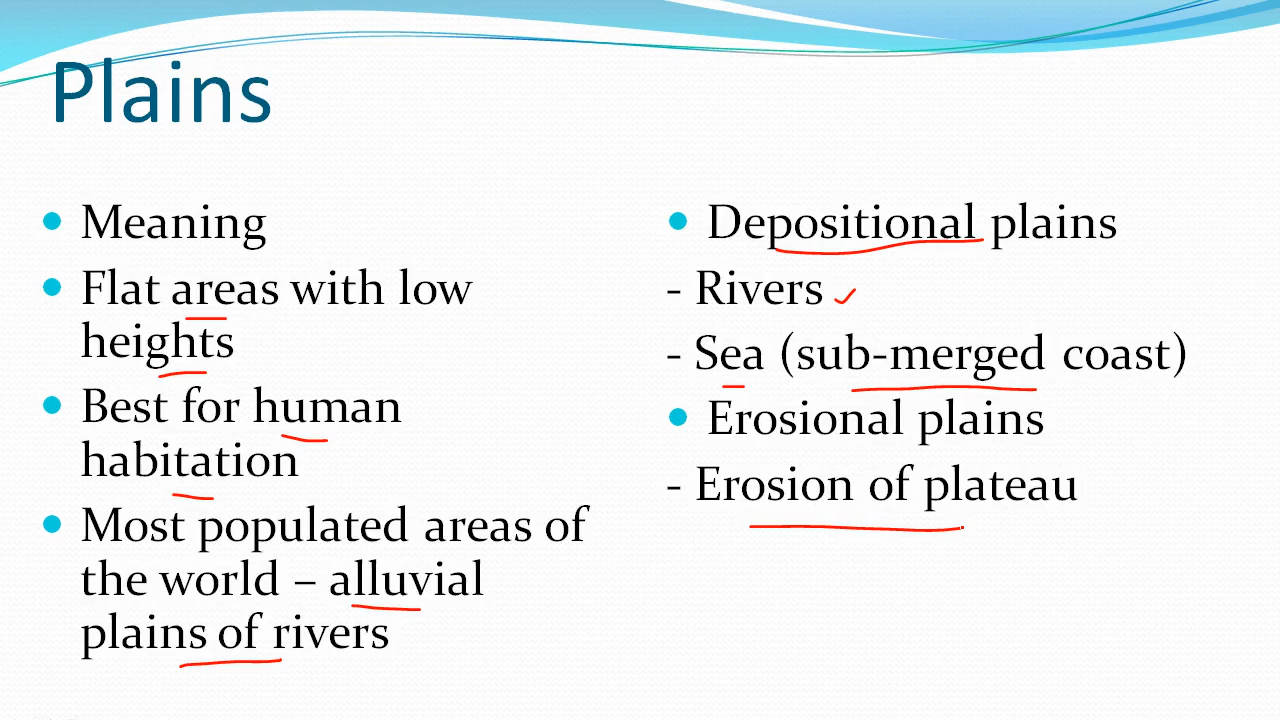 Plains
• Meaning
• Flat areas with low
heights
• Best for human
habitation
• Most populated areas of
the world – alluvial
plains of rivers
• Depositional plains
- Rivers
- Sea (sub-merged coast)
• Erosional plains
- Erosion of plateau